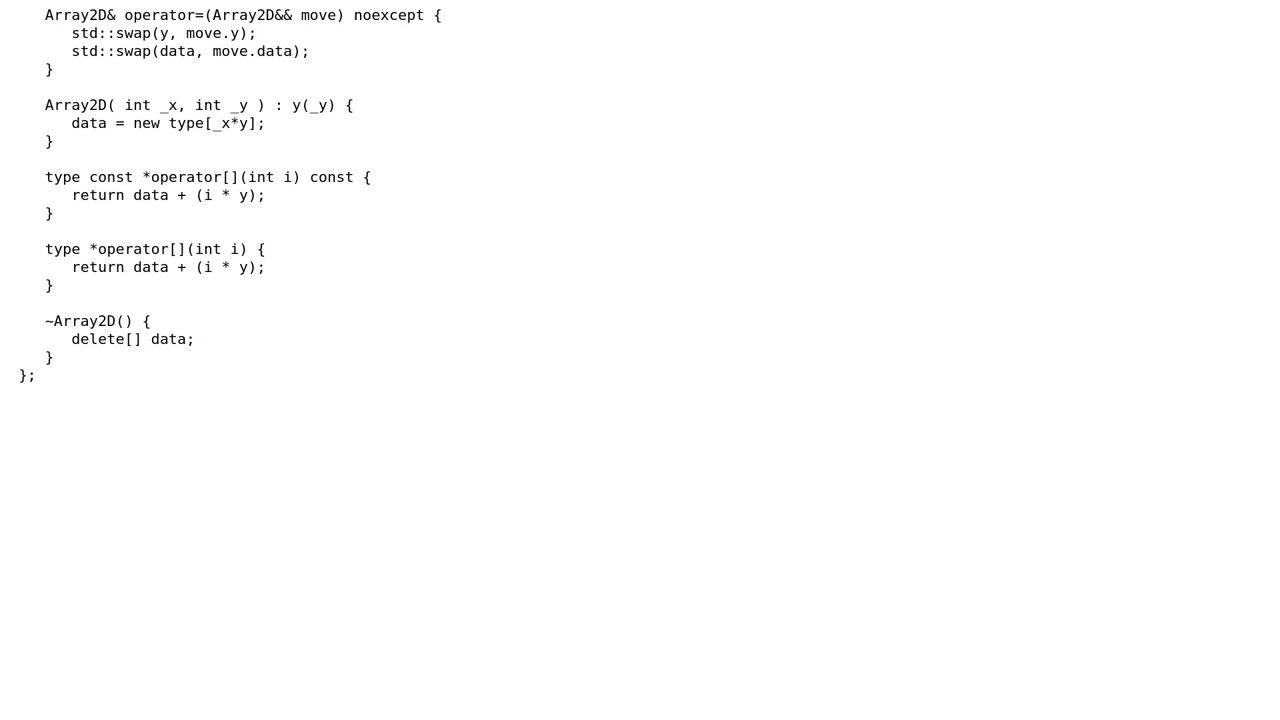 Array2D& operator=(Array2D&& move) noexcept {
std::swap(y, move.y);
std::swap(data, move.data);
}
Array2D( int _x, int _y ) : y(_y) {
data = new type[_x*y];
}
type const *operator[](int i) const {
return data + (i * y);
}
type *operator[](int i) {
return data + (i * y);
}
~Array2D() {
delete[] data;
}
};